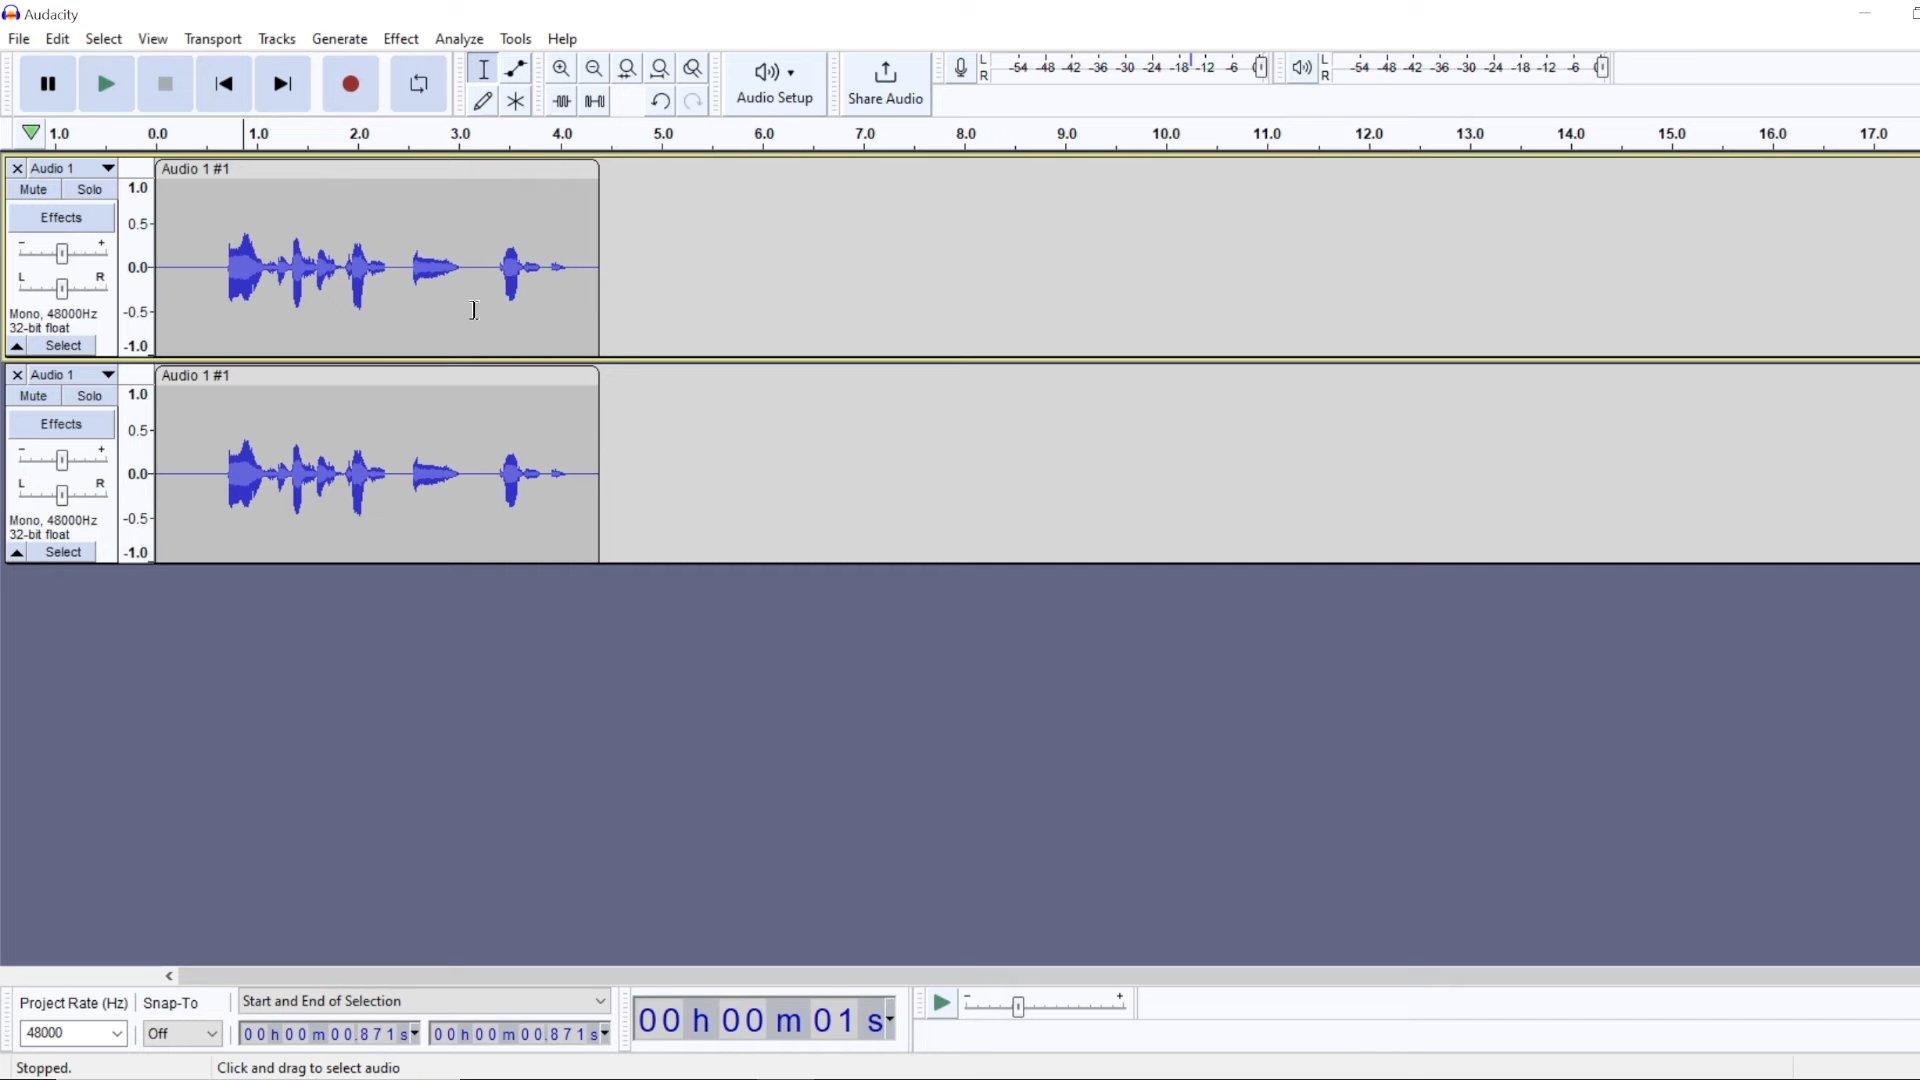 Audacity
File Edit Select View Transport Tracks Generate Effect Analyze Tools Help
Audio Setup
Share Audio
L
R
-54 -48 -42 -36 -30 -24 -18 -12 -6 0
L
R
-54 -48 -42 -36 -30 -24 -18 -12 -6 0
1.0 0.0 1.0 2.0 3.0 4.0 5.0 6.0 7.0 8.0 9.0 10.0 11.0 12.0 13.0 14.0 15.0 16.0 17.0
Audio 1
Mute Solo
Effects
- +
L R
Mono, 48000Hz
32-bit float
Select
1.0
0.5-
0.0-
-0.5-
-1.0
Audio 1 #1
Audio 1
Mute Solo
Effects
- +
L R
Mono, 48000Hz
32-bit float
Select
1.0
0.5-
0.0-
-0.5-
-1.0
Audio 1 #1
Project Rate (Hz) Snap-To
48000 Off
Start and End of Selection
00 h 00 m 00.871 s 00 h 00 m 00.871 s
00 h 00 m 01 s
- +
Stopped. Click and drag to select audio